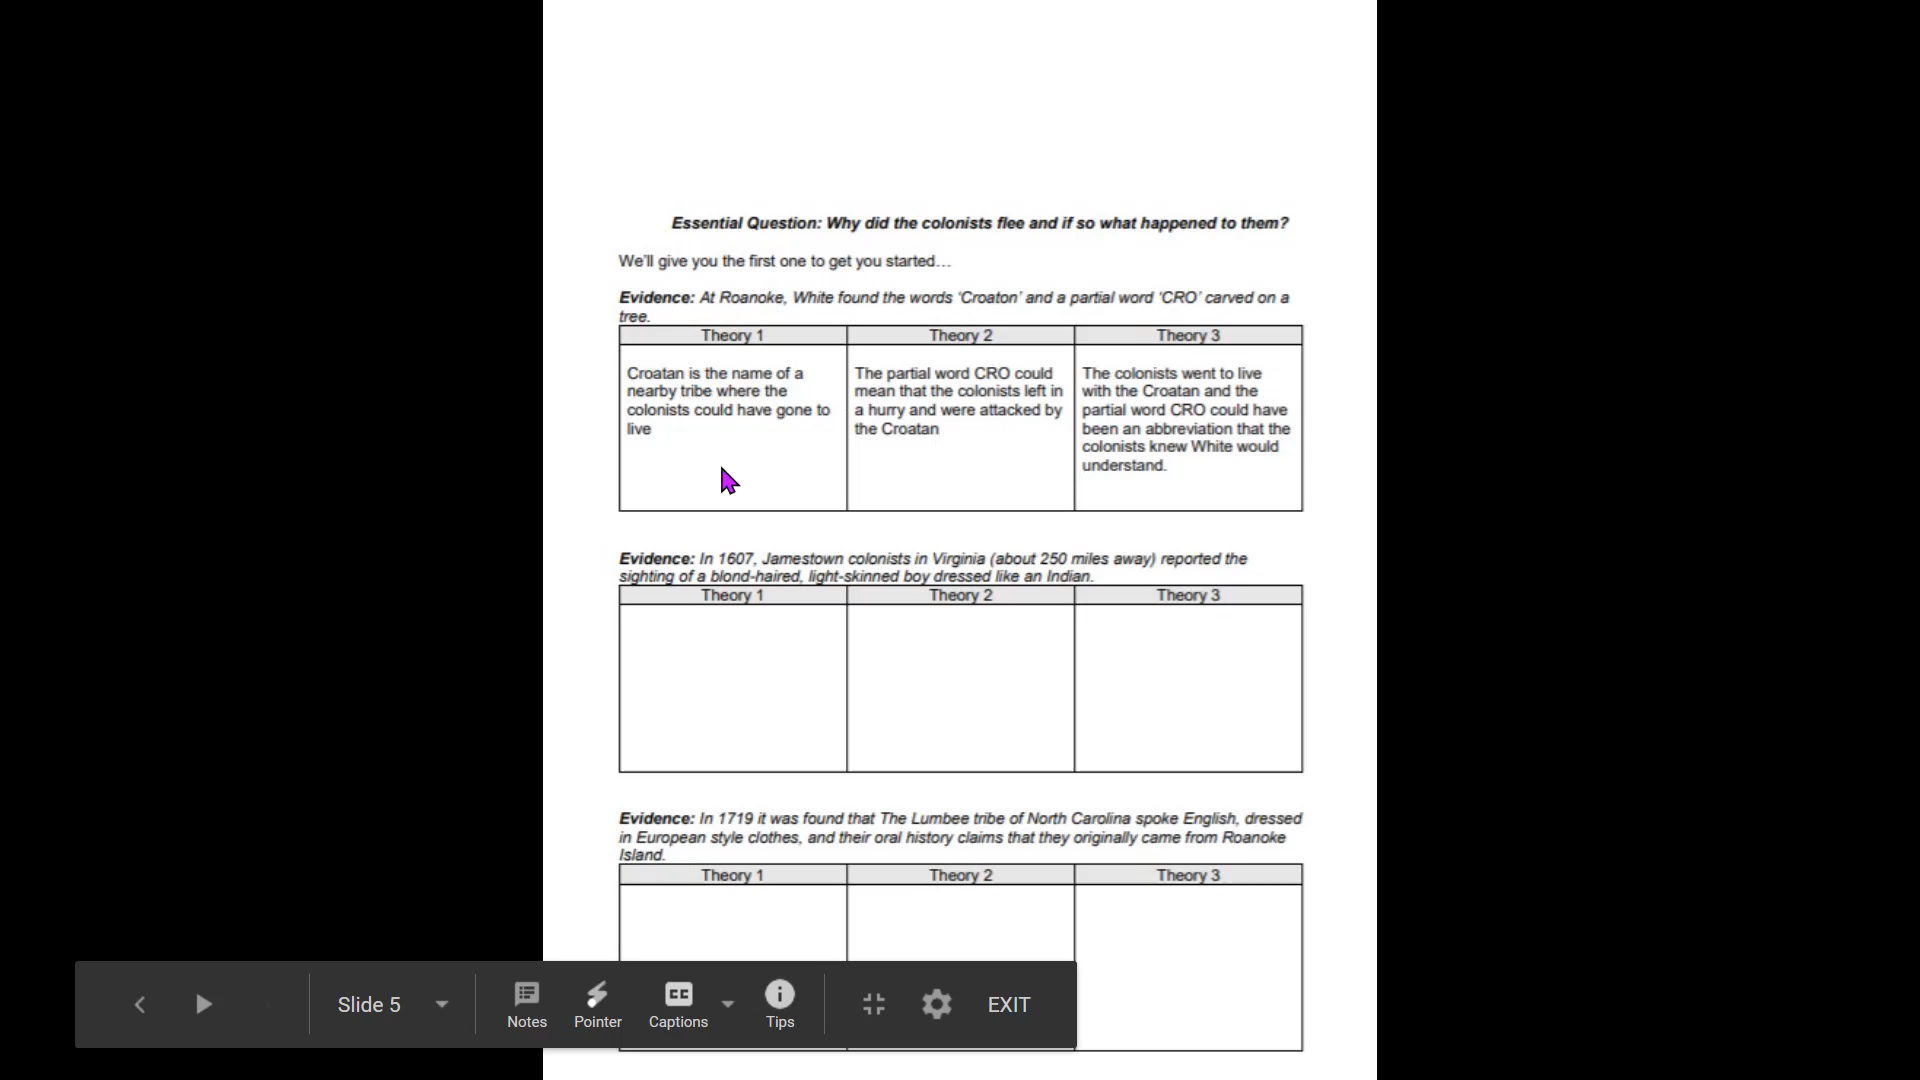 Essential Question: Why did the colonists flee and if so what happened to them?
We'll give you the first one to get you started…
Evidence: At Roanoke, White found the words 'Croaton' and a partial word 'CRO' carved on a
tree.
Theory 1
Theory 2
Theory 3
Croatan is the name of a
nearby tribe where the
colonists could have gone to
live
The partial word CRO could
mean that the colonists left in
a hurry and were attacked by
the Croatan
The colonists went to live
with the Croatan and the
partial word CRO could have
been an abbreviation that the
colonists knew White would
understand.
Evidence: In 1607, Jamestown colonists in Virginia (about 250 miles away) reported the
sighting of a blond-haired, light-skinned boy dressed like an Indian.
Theory 1
Theory 2
Theory 3
Evidence: In 1719 it was found that The Lumbee tribe of North Carolina spoke English, dressed
in European style clothes, and their oral history claims that they originally came from Roanoke
Island.
Theory 1
Theory 2
Theory 3
Slide 5
Notes
Pointer
CC
Captions
Tips
EXIT